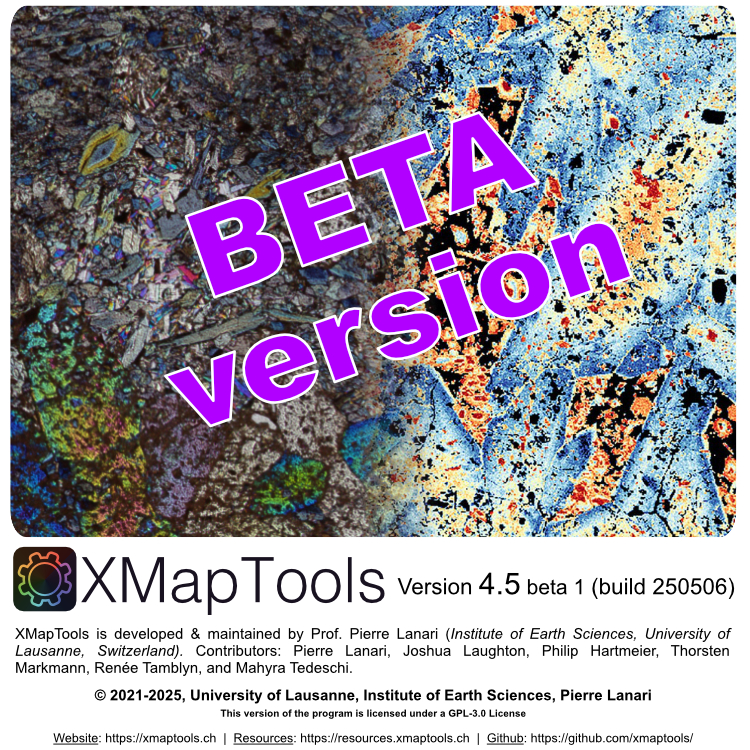 BETA
version
XMapTools Version 4.5 beta 1 (build 250506)
XMapTools is developed & maintained by Prof. Pierre Lanari (Institute of Earth Sciences, University of
Lausanne, Switzerland). Contributors: Pierre Lanari, Joshua Laughton, Philip Hartmeier, Thorsten
Markmann, Renée Tamblyn, and Mahyra Tedeschi.
© 2021-2025, University of Lausanne, Institute of Earth Sciences, Pierre Lanari
This version of the program is licensed under a GPL-3.0 License
Website: https://xmaptools.ch | Resources: https://resources.xmaptools.ch | Github: https://github.com/xmaptools/